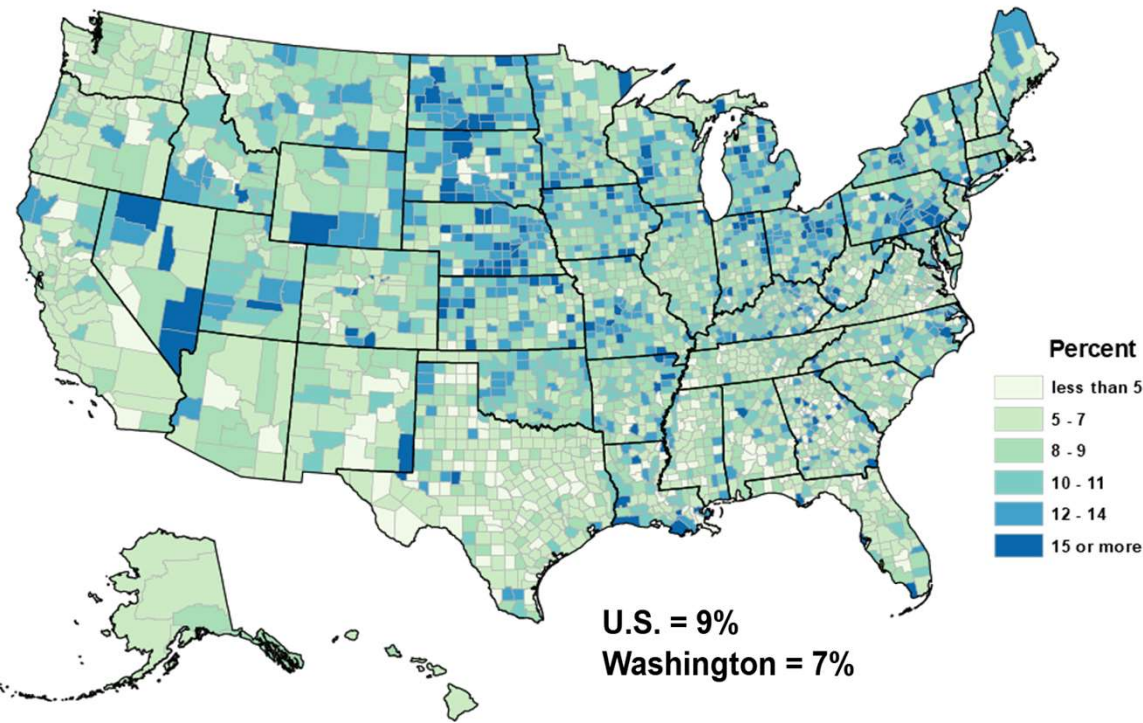 Percent
less than 5
5 - 7
8 - 9
10 - 11
12 - 14
15 or more
U.S. = 9%
Washington = 7%